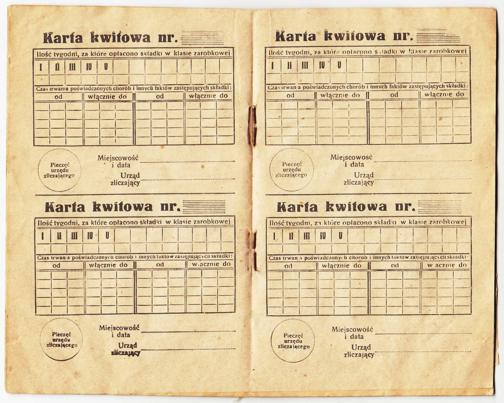 Karta kwitowa nr.
Ilość tygodni, za które opłacono składki w klasie zarobkowej
I II III IV V
Czas trwania poświadczonych chorób i innych faktów zastępujących składki:
od włącznie do od włącznie do
Pieczęć urzędu zliczającego
Miejscowość i data
Urząd zliczający
Karta kwitowa nr.
Ilość tygodni, za które opłacono składki w klasie zarobkowej
I II III IV V
Czas trwania poświadczonych chorób i innych faktów zastępujących składki:
od włącznie do od włącznie do
Pieczęć urzędu zliczającego
Miejscowość i data
Urząd zliczający
Karta kwitowa nr.
Ilość tygodni, za które opłacono składki w klasie zarobkowej
I II III IV V
Czas trwania poświadczonych chorób i innych faktów zastępujących składki:
od włącznie do od włącznie do
Pieczęć urzędu zliczającego
Miejscowość i data
Urząd zliczający
Karta kwitowa nr.
Ilość tygodni, za które opłacono składki w klasie zarobkowej
I II III IV V
Czas trwania poświadczonych chorób i innych faktów zastępujących składki:
od włącznie do od włącznie do
Pieczęć urzędu zliczającego
Miejscowość i data
Urząd zliczający